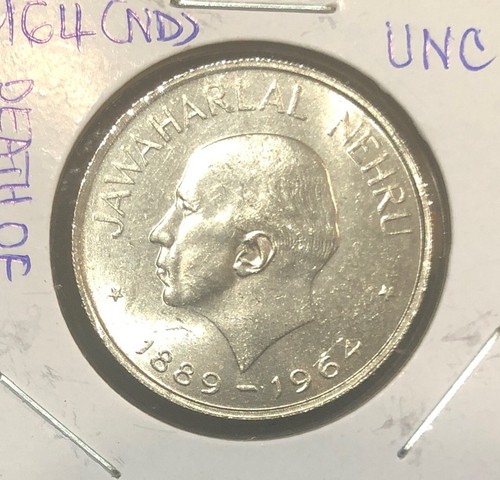 1964 (ND)
UNC
DEATH OF
JAWAHARLAL NEHRU
1889 – 1964